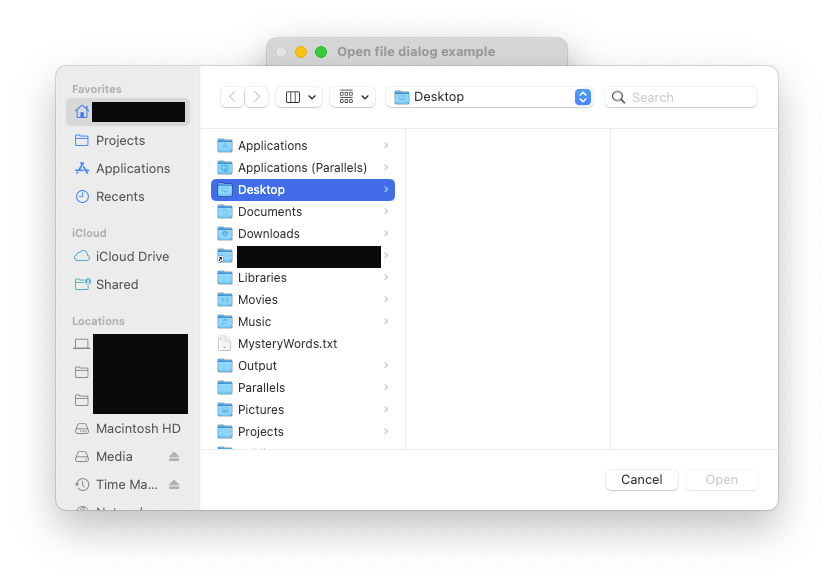 Open file dialog example
Favorites
Projects
Applications
Recents
iCloud
iCloud Drive
Shared
Locations
Macintosh HD
Media
Time Ma...
Desktop
Search
Applications
Applications (Parallels)
Desktop
Documents
Downloads
Libraries
Movies
Music
MysteryWords.txt
Output
Parallels
Pictures
Projects
Cancel
Open